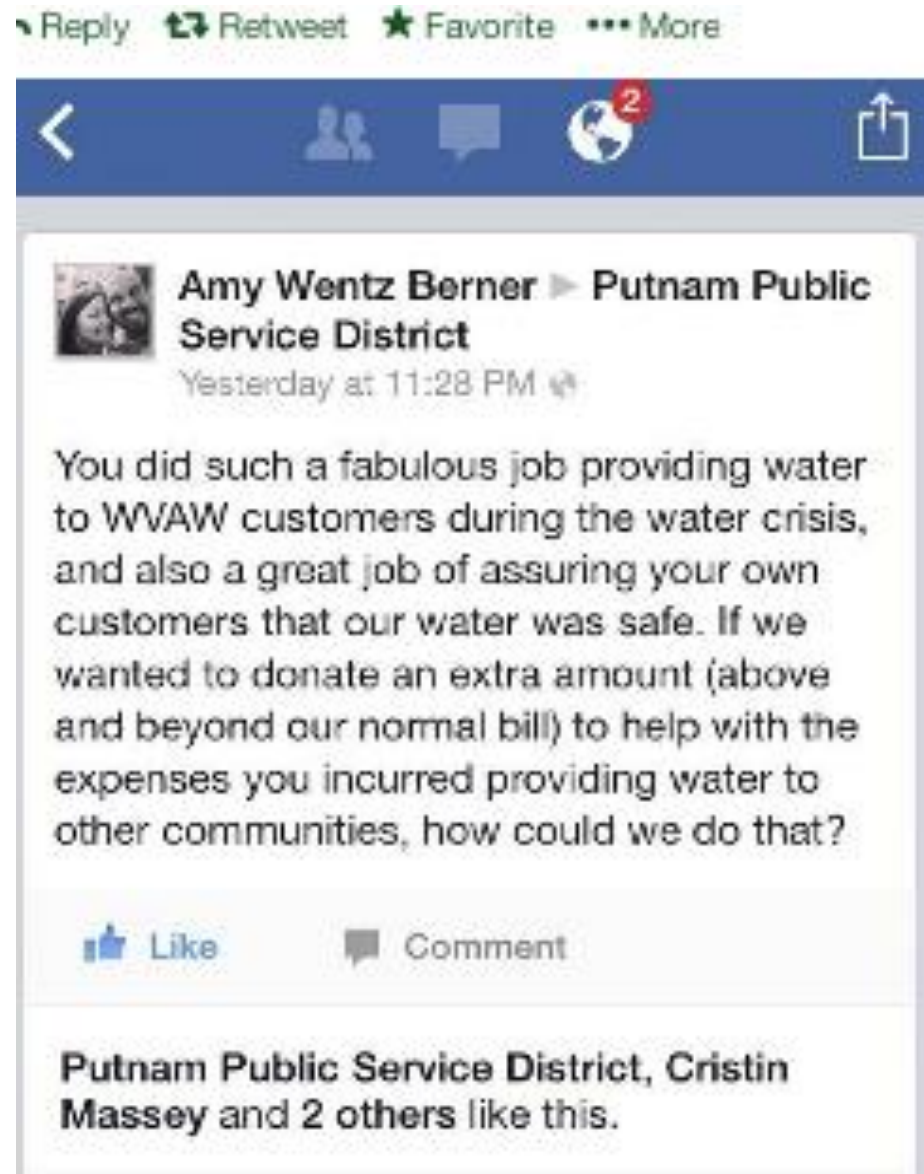 Reply Retweet Favorite More
2
Amy Wentz Berner ▸ Putnam Public
Service District
Yesterday at 11:28 PM
You did such a fabulous job providing water
to WVAW customers during the water crisis,
and also a great job of assuring your own
customers that our water was safe. If we
wanted to donate an extra amount (above
and beyond our normal bill) to help with the
expenses you incurred providing water to
other communities, how could we do that?
Like Comment
Putnam Public Service District, Cristin
Massey and 2 others like this.